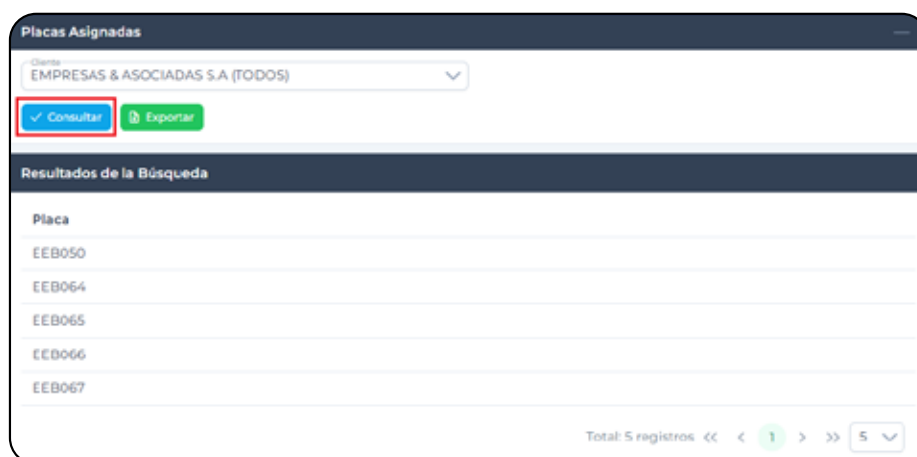 Placas Asignadas
Cliente
EMPRESAS & ASOCIADAS S.A (TODOS)
Consultar Exportar
Resultados de la Búsqueda
Placa
EEB050
EEB064
EEB065
EEB066
EEB067
Total: 5 registros << < 1 > >> 5